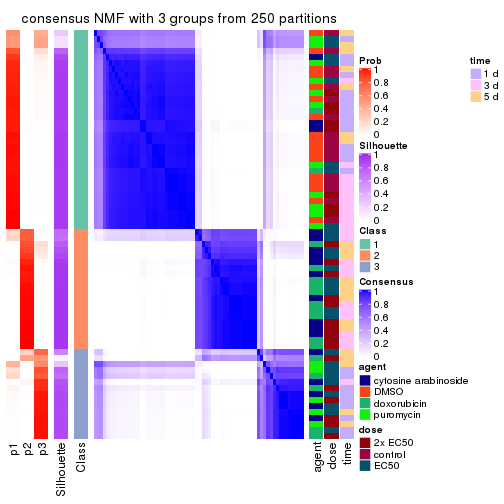 consensus NMF with 3 groups from 250 partitions
Prob
1
0.8
0.6
0.4
0.2
0
time
1 d
3 d
5 d
Silhouette
1
0.8
0.6
0.4
0.2
0
Class
1
2
3
Consensus
1
0.8
0.6
0.4
0.2
0
agent
cytosine arabinoside
DMSO
doxorubicin
puromycin
dose
2x EC50
control
EC50
p1
p2
p3
Silhouette
Class
agent
dose
time